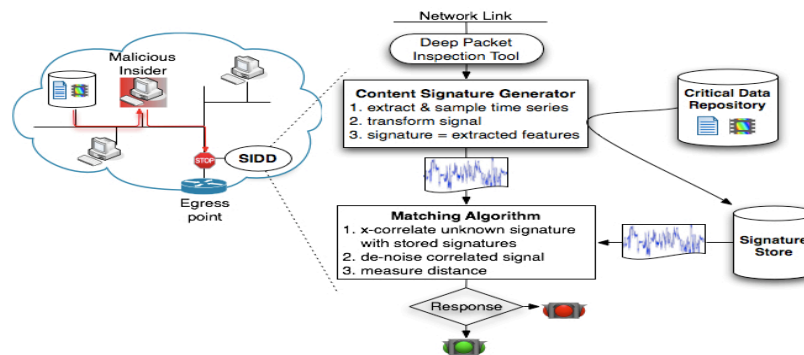 Network Link
Deep Packet
Inspection Tool
Malicious
Insider
STOP
SIDD
Egress
point
Content Signature Generator
1. extract & sample time series
2. transform signal
3. signature = extracted features
Critical Data
Repository
Matching Algorithm
1. x-correlate unknown signature
with stored signatures
2. de-noise correlated signal
3. measure distance
Signature
Store
Response